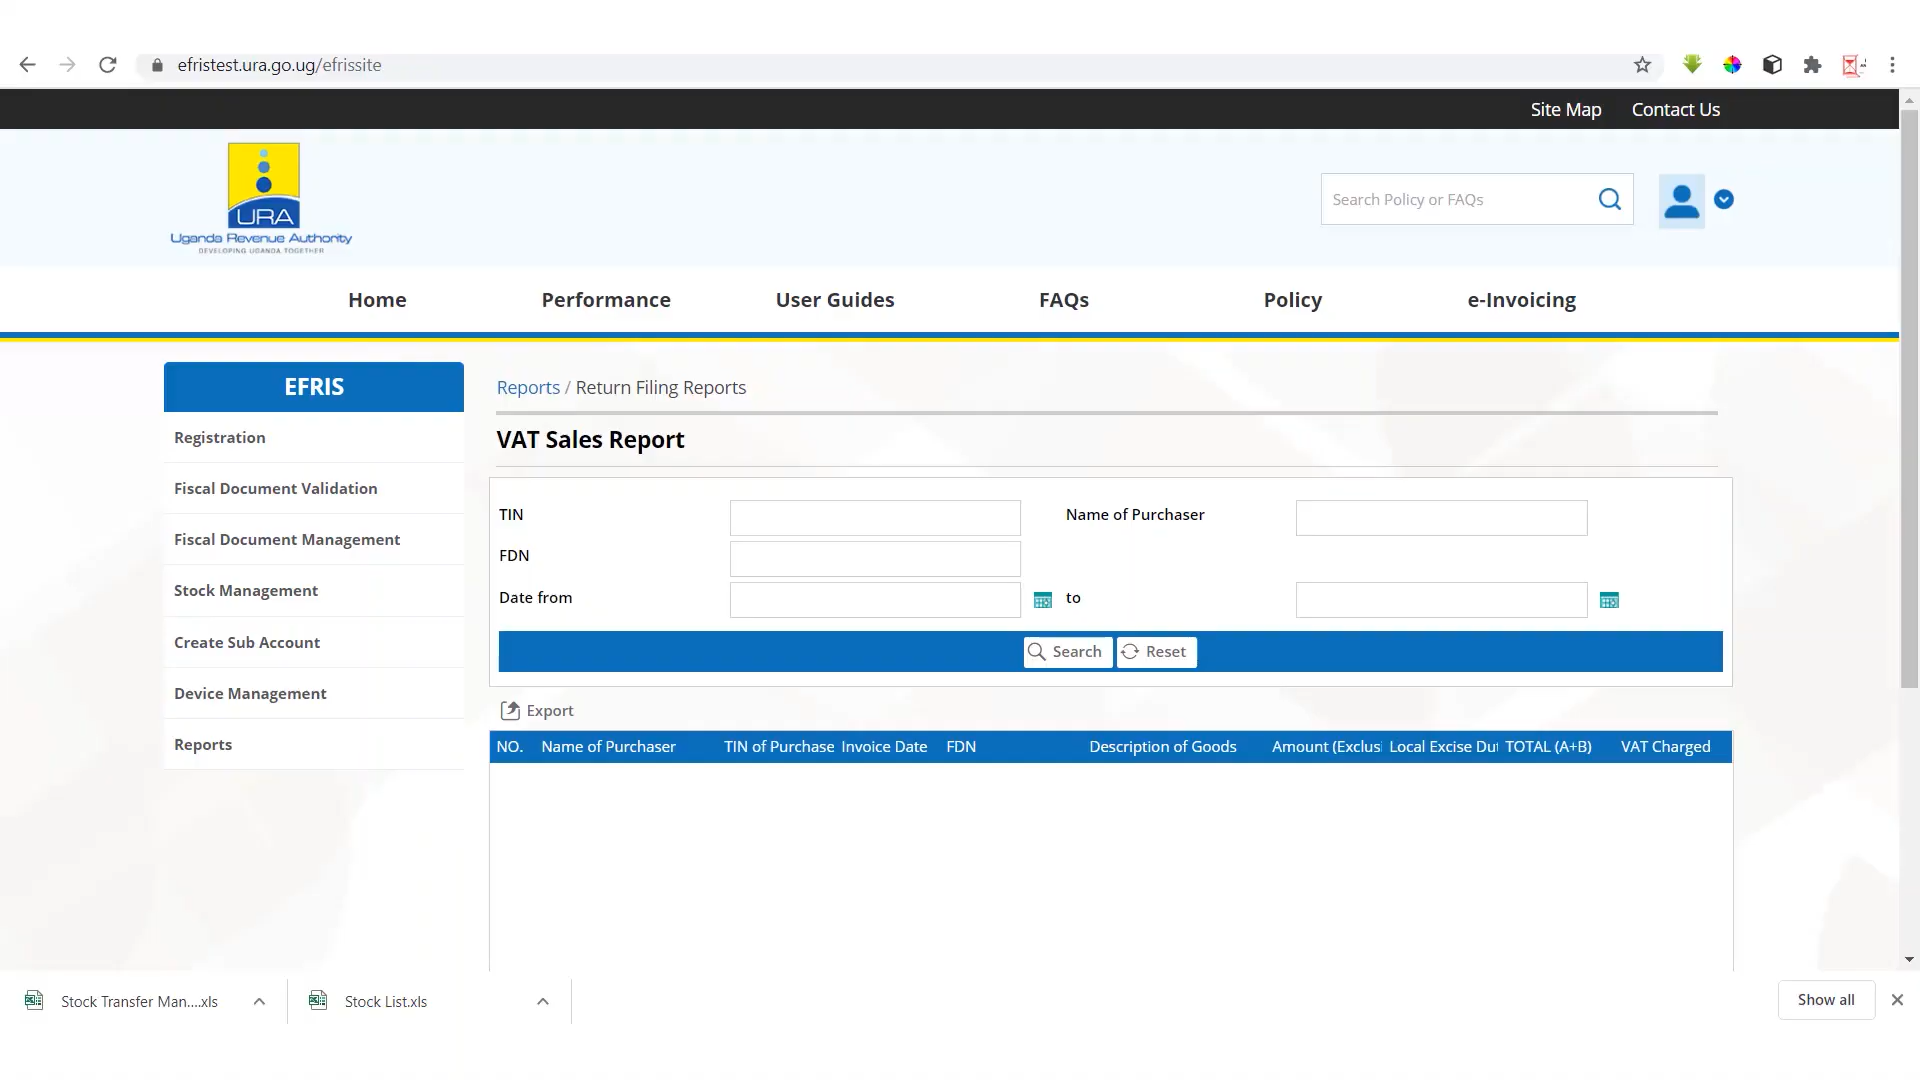 efristest.ura.go.ug/efrissite
Site Map Contact Us
URA
Uganda Revenue Authority
DEVELOPING UGANDA TOGETHER
Search Policy or FAQs
Home Performance User Guides FAQs Policy e-Invoicing
EFRIS
Registration
Fiscal Document Validation
Fiscal Document Management
Stock Management
Create Sub Account
Device Management
Reports
Reports / Return Filing Reports
VAT Sales Report
TIN Name of Purchaser
FDN
Date from to
Search Reset
Export
NO. Name of Purchaser TIN of Purchase Invoice Date FDN Description of Goods Amount (Exclusi Local Excise Dut TOTAL (A+B) VAT Charged
Stock Transfer Man....xls Stock List.xls Show all